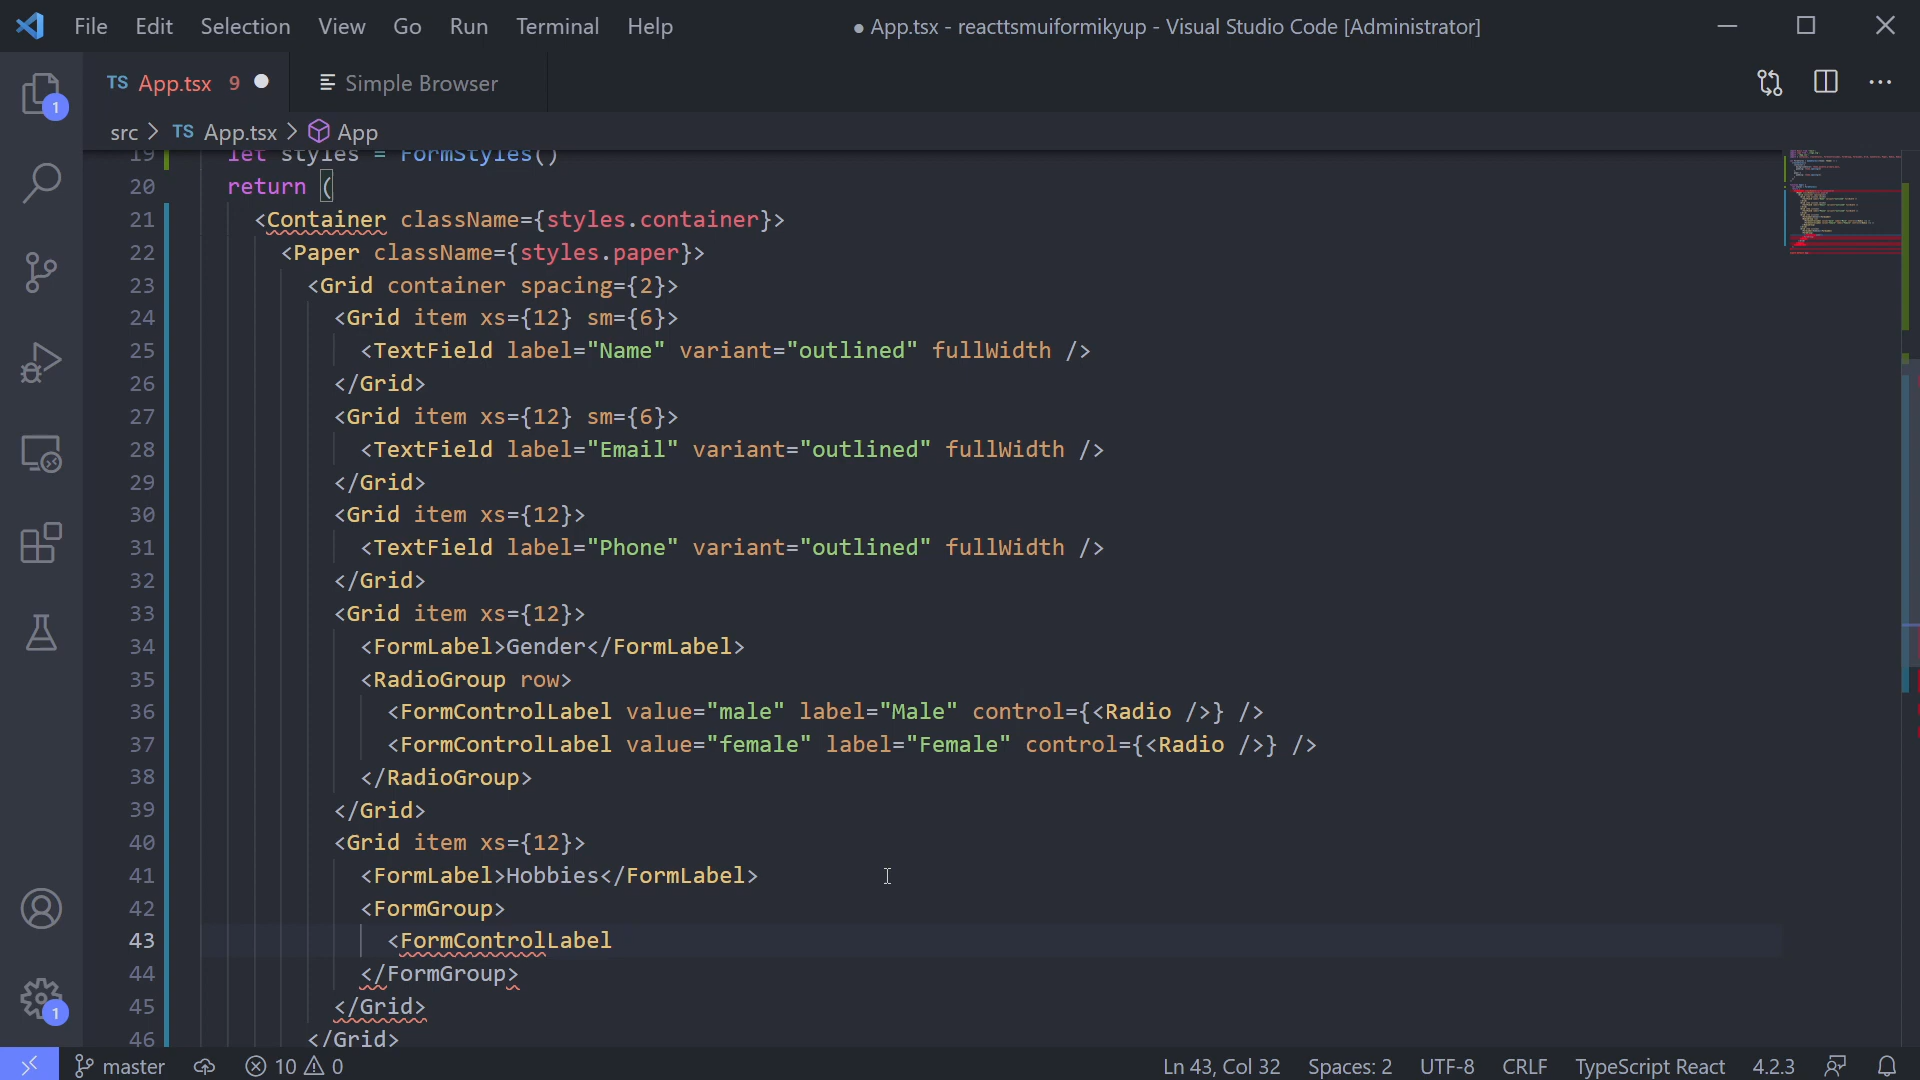 File Edit Selection View Go Run Terminal Help ● App.tsx - reacttsmuiformikyup - Visual Studio Code [Administrator]
TS App.tsx 9 ● Simple Browser
src > TS App.tsx > App
19 let styles = FormStyles()
20 return (
21 <Container className={styles.container}>
22 <Paper className={styles.paper}>
23 <Grid container spacing={2}>
24 <Grid item xs={12} sm={6}>
25 <TextField label="Name" variant="outlined" fullWidth />
26 </Grid>
27 <Grid item xs={12} sm={6}>
28 <TextField label="Email" variant="outlined" fullWidth />
29 </Grid>
30 <Grid item xs={12}>
31 <TextField label="Phone" variant="outlined" fullWidth />
32 </Grid>
33 <Grid item xs={12}>
34 <FormLabel>Gender</FormLabel>
35 <RadioGroup row>
36 <FormControlLabel value="male" label="Male" control={<Radio />} />
37 <FormControlLabel value="female" label="Female" control={<Radio />} />
38 </RadioGroup>
39 </Grid>
40 <Grid item xs={12}>
41 <FormLabel>Hobbies</FormLabel>
42 <FormGroup>
43 <FormControlLabel
44 </FormGroup>
45 </Grid>
46 </Grid>
1
1
master 10 0 Ln 43, Col 32 Spaces: 2 UTF-8 CRLF TypeScript React 4.2.3